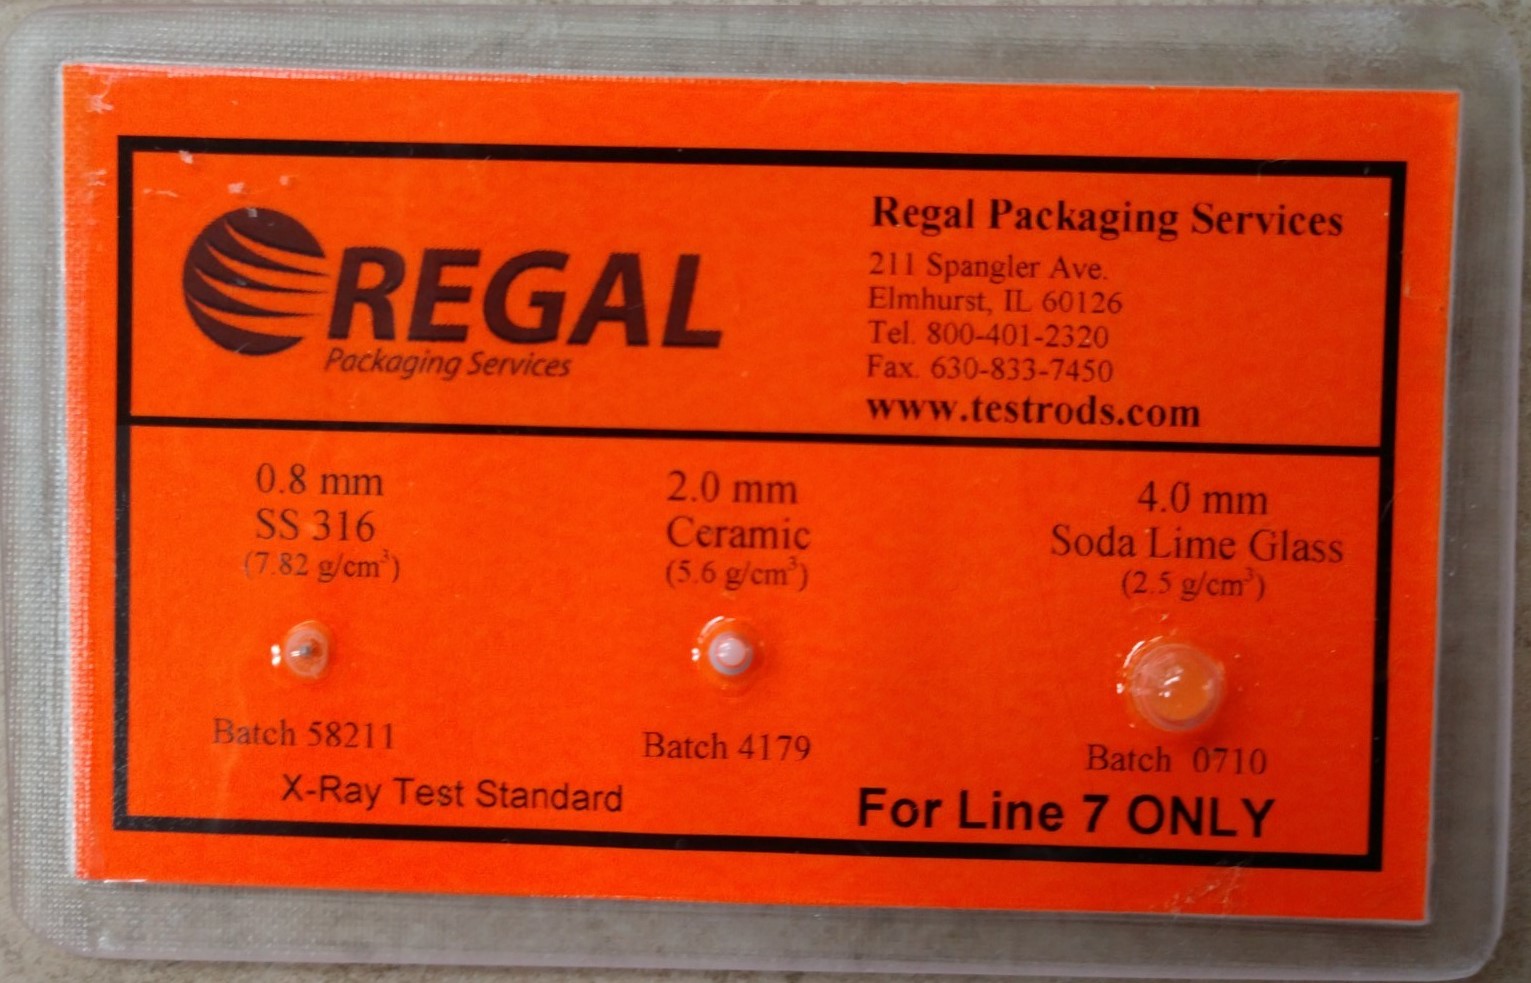 REGAL
Packaging Services
Regal Packaging Services
211 Spangler Ave.
Elmhurst, IL 60126
Tel. 800-401-2320
Fax. 630-833-7450
www.testrods.com
0.8 mm
SS 316
(7.82 g/cm³)
Batch 58211
2.0 mm
Ceramic
(5.6 g/cm³)
Batch 4179
4.0 mm
Soda Lime Glass
(2.5 g/cm³)
Batch 0710
X-Ray Test Standard
For Line 7 ONLY